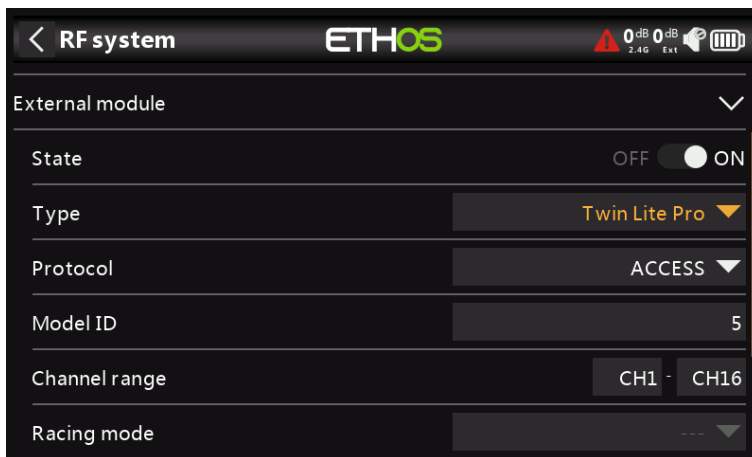 RF system ETHOS 0dB 0dB
2.4G Ext
External module
State OFF ON
Type Twin Lite Pro
Protocol ACCESS
Model ID 5
Channel range CH1 - CH16
Racing mode ---